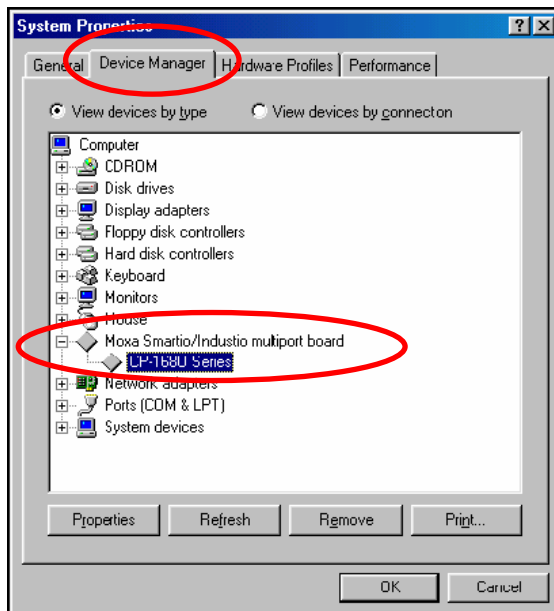 System Properties
General Device Manager Hardware Profiles Performance
View devices by type View devices by connecton
Computer
CDROM
Disk drives
Display adapters
Floppy disk controllers
Hard disk controllers
Keyboard
Monitors
Mouse
Moxa Smartio/Industio multiport board
CP-168U Series
Network adapters
Ports (COM & LPT)
System devices
Properties Refresh Remove Print...
OK Cancel